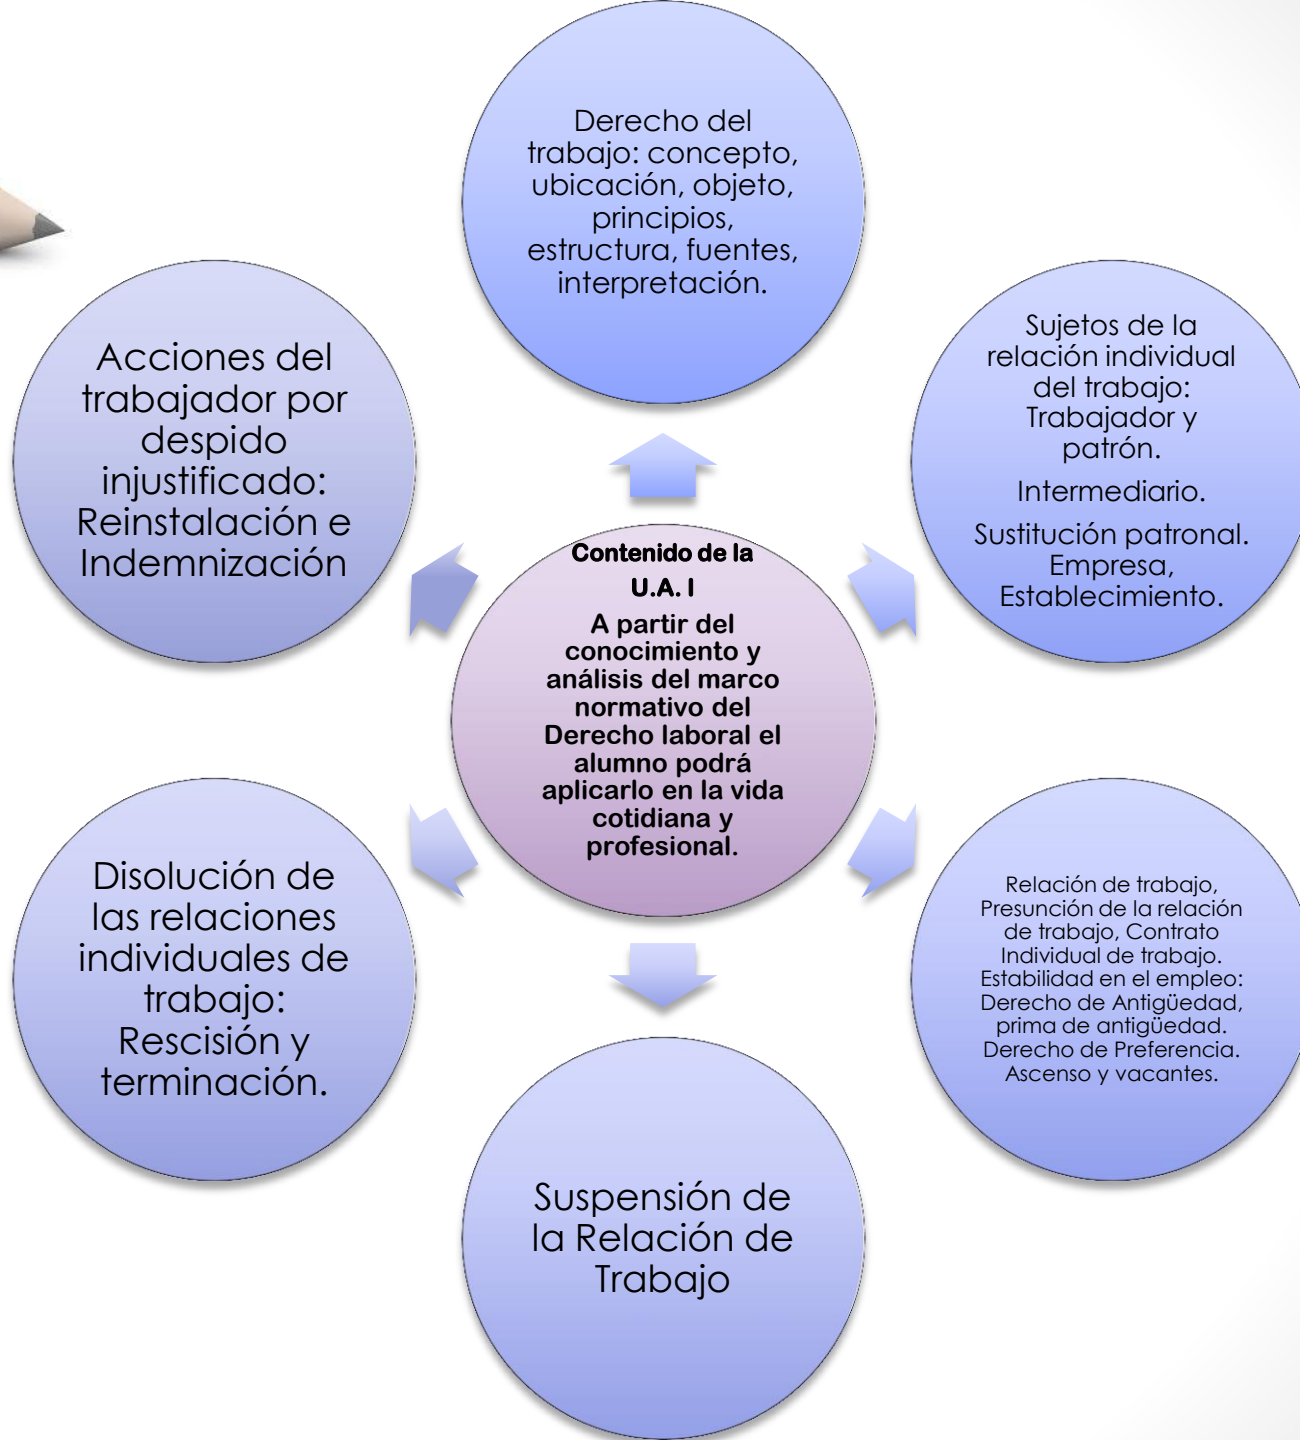 Derecho del
trabajo: concepto,
ubicación, objeto,
principios,
estructura, fuentes,
interpretación.
Sujetos de la
relación individual
del trabajo:
Trabajador y
patrón.
Intermediario.
Sustitución patronal.
Empresa,
Establecimiento.
Relación de trabajo,
Presunción de la relación
de trabajo, Contrato
Individual de trabajo.
Estabilidad en el empleo:
Derecho de Antigüedad,
prima de antigüedad.
Derecho de Preferencia.
Ascenso y vacantes.
Suspensión de
la Relación de
Trabajo
Disolución de
las relaciones
individuales de
trabajo:
Rescisión y
terminación.
Acciones del
trabajador por
despido
injustificado:
Reinstalación e
Indemnización
Contenido de la
U.A. I
A partir del
conocimiento y
análisis del marco
normativo del
Derecho laboral el
alumno podrá
aplicarlo en la vida
cotidiana y
profesional.